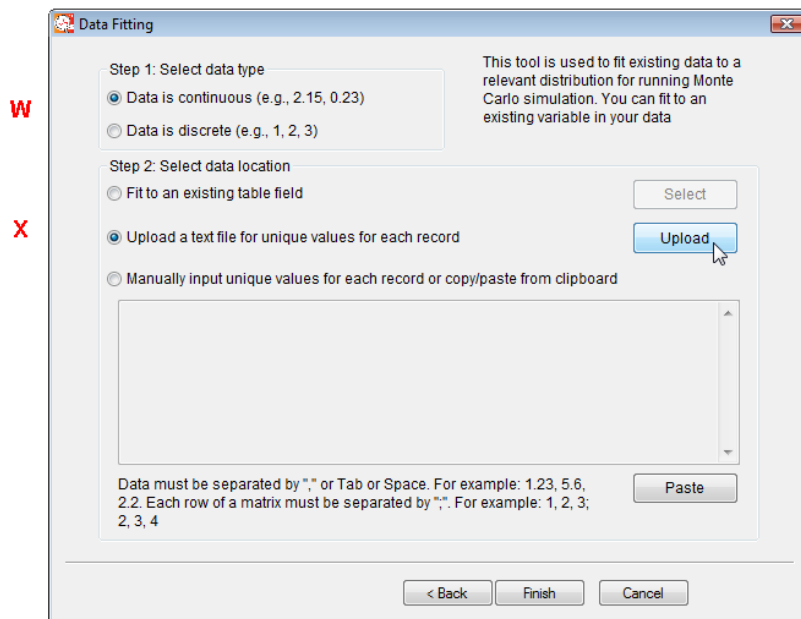 Data Fitting
Step 1: Select data type
W
Data is continuous (e.g., 2.15, 0.23)
Data is discrete (e.g., 1, 2, 3)
This tool is used to fit existing data to a
relevant distribution for running Monte
Carlo simulation. You can fit to an
existing variable in your data
Step 2: Select data location
Fit to an existing table field
Select
X
Upload a text file for unique values for each record
Upload
Manually input unique values for each record or copy/paste from clipboard
Data must be separated by "," or Tab or Space. For example: 1.23, 5.6,
2.2. Each row of a matrix must be separated by ";". For example: 1, 2, 3;
2, 3, 4
Paste
< Back
Finish
Cancel